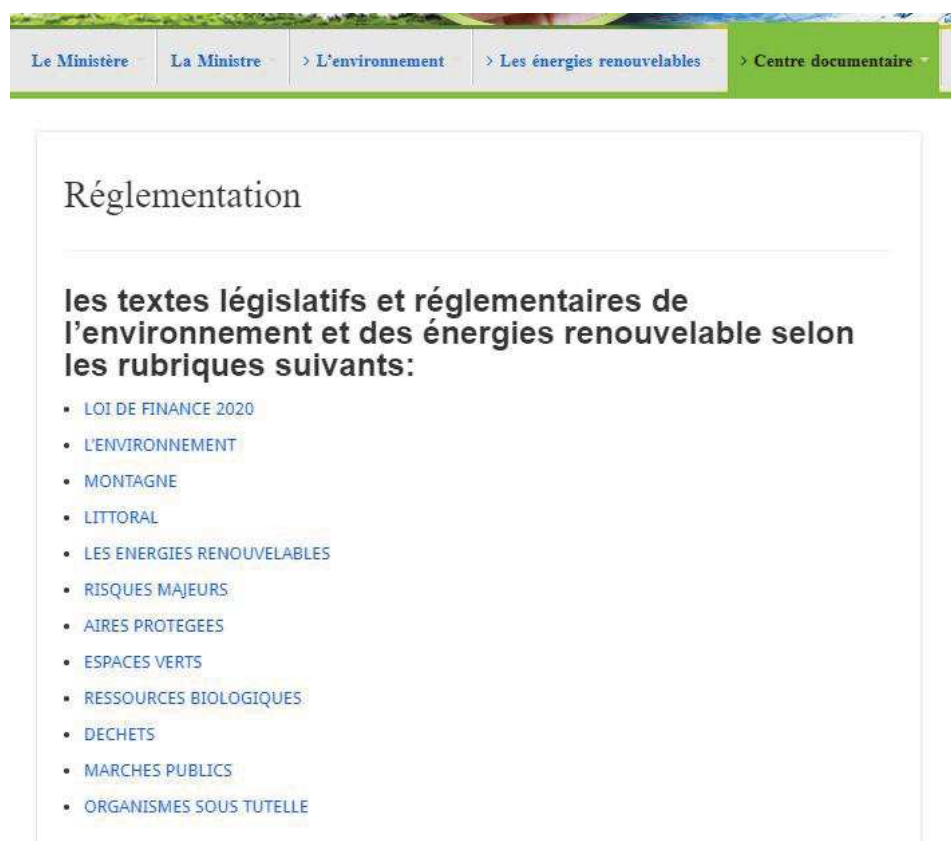 Le Ministère La Ministre > L'environnement > Les énergies renouvelables > Centre documentaire
Réglementation
les textes législatifs et réglementaires de
l’environnement et des énergies renouvelable selon
les rubriques suivants:
▪ LOI DE FINANCE 2020
▪ L’ENVIRONNEMENT
▪ MONTAGNE
▪ LITTORAL
▪ LES ENERGIES RENOUVELABLES
▪ RISQUES MAJEURS
▪ AIRES PROTEGEES
▪ ESPACES VERTS
▪ RESSOURCES BIOLOGIQUES
▪ DECHETS
▪ MARCHES PUBLICS
▪ ORGANISMES SOUS TUTELLE